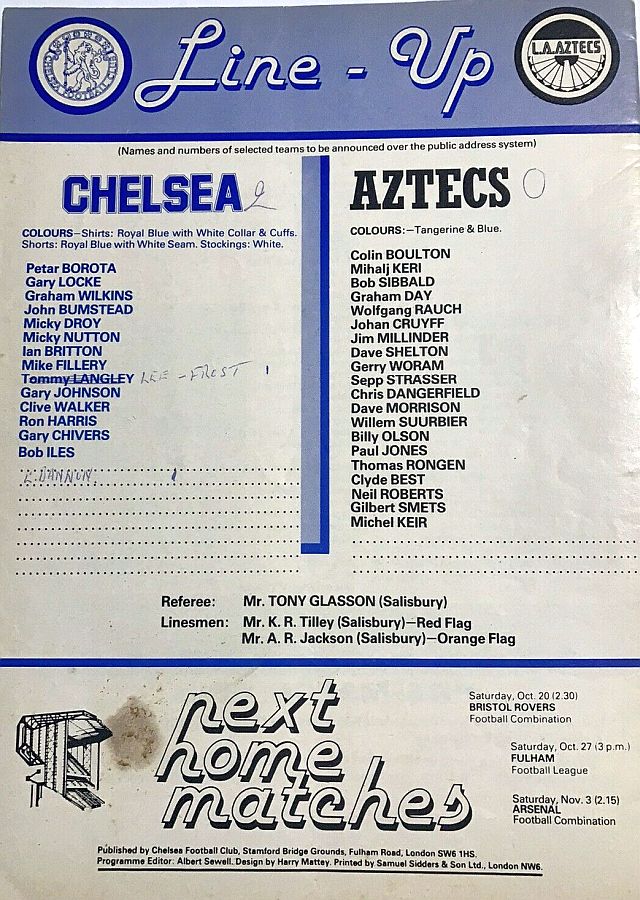 CHELSEA FOOTBALL CLUB
Line - Up
L.A.AZTECS
(Names and numbers of selected teams to be announced over the public address system)
CHELSEA 2
COLOURS—Shirts: Royal Blue with White Collar & Cuffs.
Shorts: Royal Blue with White Seam. Stockings: White.
Petar BOROTA
Gary LOCKE
Graham WILKINS
John BUMSTEAD
Micky DROY
Micky NUTTON
Ian BRITTON
Mike FILLERY
Tommy LANGLEY LEE - FROST 1
Gary JOHNSON
Clive WALKER
Ron HARRIS
Gary CHIVERS
Bob ILES
AZTECS 0
COLOURS:—Tangerine & Blue.
Colin BOULTON
Mihalj KERI
Bob SIBBALD
Graham DAY
Wolfgang RAUCH
Johan CRUYFF
Jim MILLINDER
Dave SHELTON
Gerry WORAM
Sepp STRASSER
Chris DANGERFIELD
Dave MORRISON
Willem SUURBIER
Billy OLSON
Paul JONES
Thomas RONGEN
Clyde BEST
Neil ROBERTS
Gilbert SMETS
Michel KEIR
Referee: Mr. TONY GLASSON (Salisbury)
Linesmen: Mr. K. R. Tilley (Salisbury)—Red Flag
Mr. A. R. Jackson (Salisbury)—Orange Flag
next
home
matches
Saturday, Oct. 20 (2.30)
BRISTOL ROVERS
Football Combination
Saturday, Oct. 27 (3 p.m.)
FULHAM
Football League
Saturday, Nov. 3 (2.15)
ARSENAL
Football Combination
Published by Chelsea Football Club, Stamford Bridge Grounds, Fulham Road, London SW6 1HS.
Programme Editor: Albert Sewell. Design by Harry Mattey. Printed by Samuel Sidders & Son Ltd., London NW6.